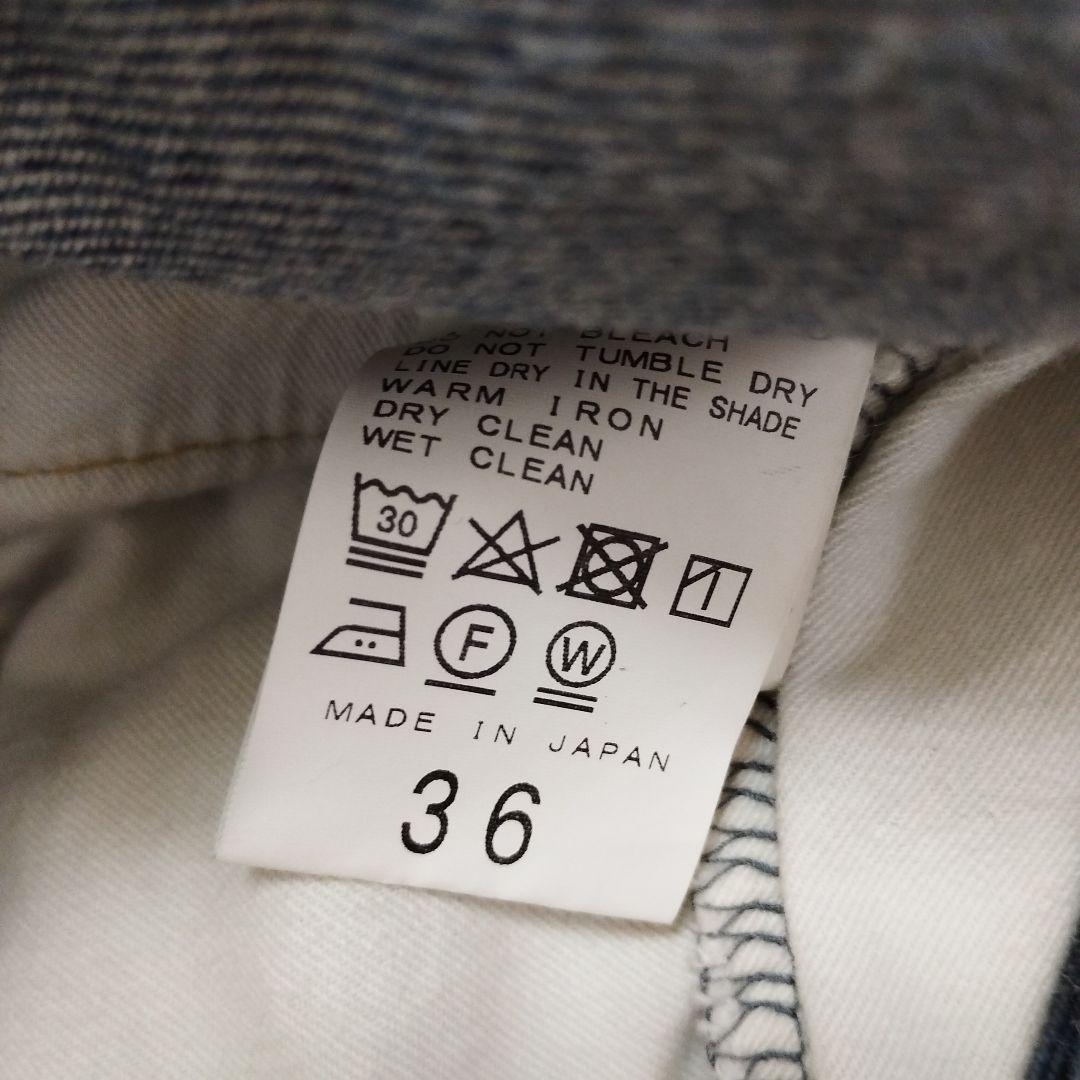 NOT BLEACH
DO NOT TUMBLE DRY
LINE DRY IN THE SHADE
WARM IRON
DRY CLEAN
WET CLEAN
30
F W
MADE IN JAPAN
36